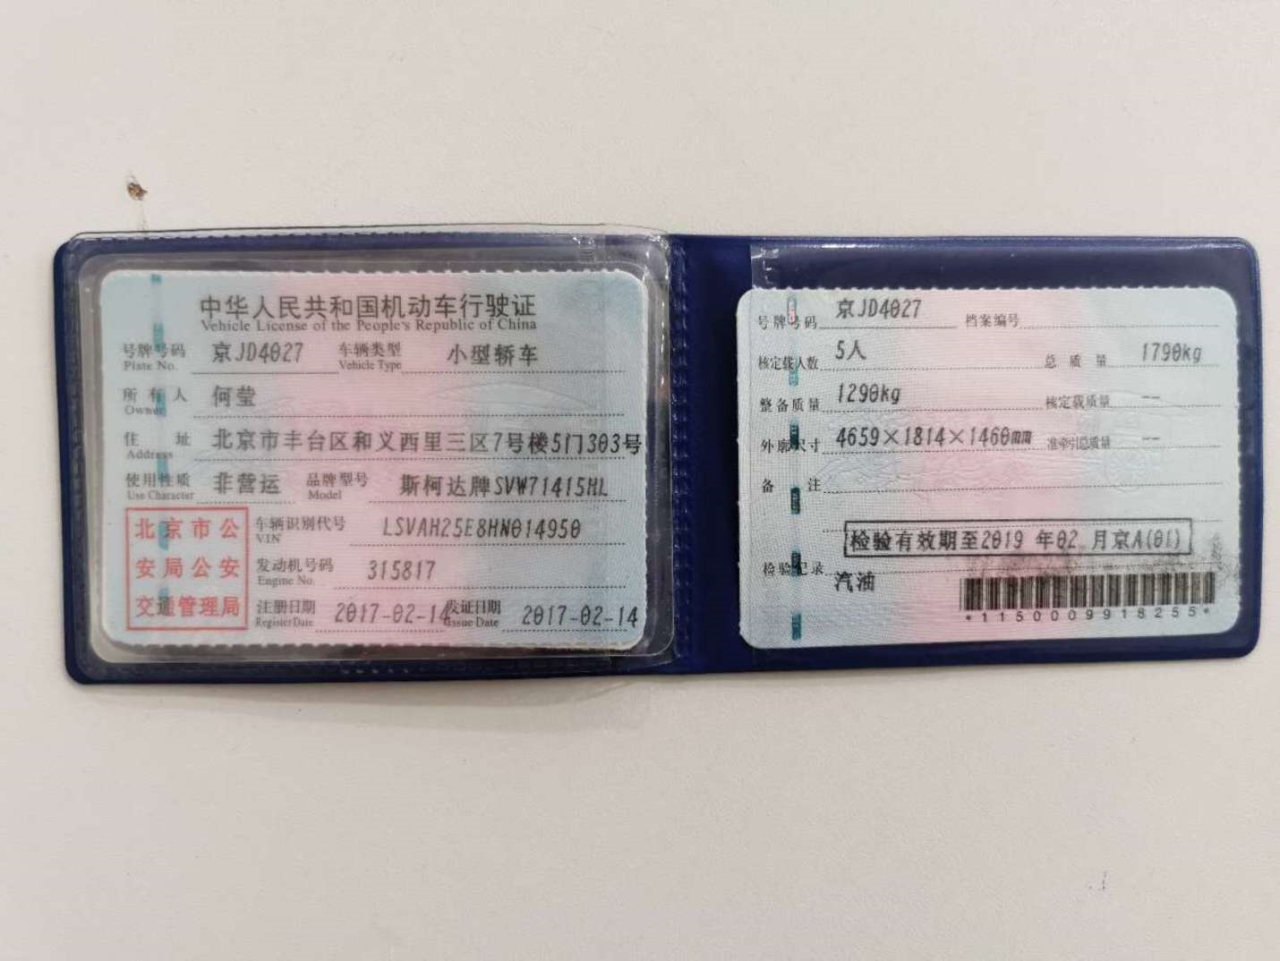 中华人民共和国机动车行驶证
Vehicle License of the People's Republic of China
号牌号码 京JD4027 车辆类型 小型轿车
Plate No. Vehicle Type
所有人 何莹
Owner
住址 北京市丰台区和义西里三区7号楼5门303号
Address
使用性质 非营运 品牌型号 斯柯达牌SVW71415HL
Use Character Model
北京市公
安局公安
交通管理局
车辆识别代号 LSVAH25E8HN014950
VIN
发动机号码 315817
Engine No.
注册日期 2017-02-14 发证日期 2017-02-14
Register Date Issue Date
号牌号码 京JD4027 档案编号
核定载人数 5人 总质量 1790kg
整备质量 1290kg 核定载质量 --
外廓尺寸 4659×1814×1460mm 准牵引总质量 --
备注
检验有效期至2019 年02 月京A(01)
检验记录
汽油
*1150009918255*